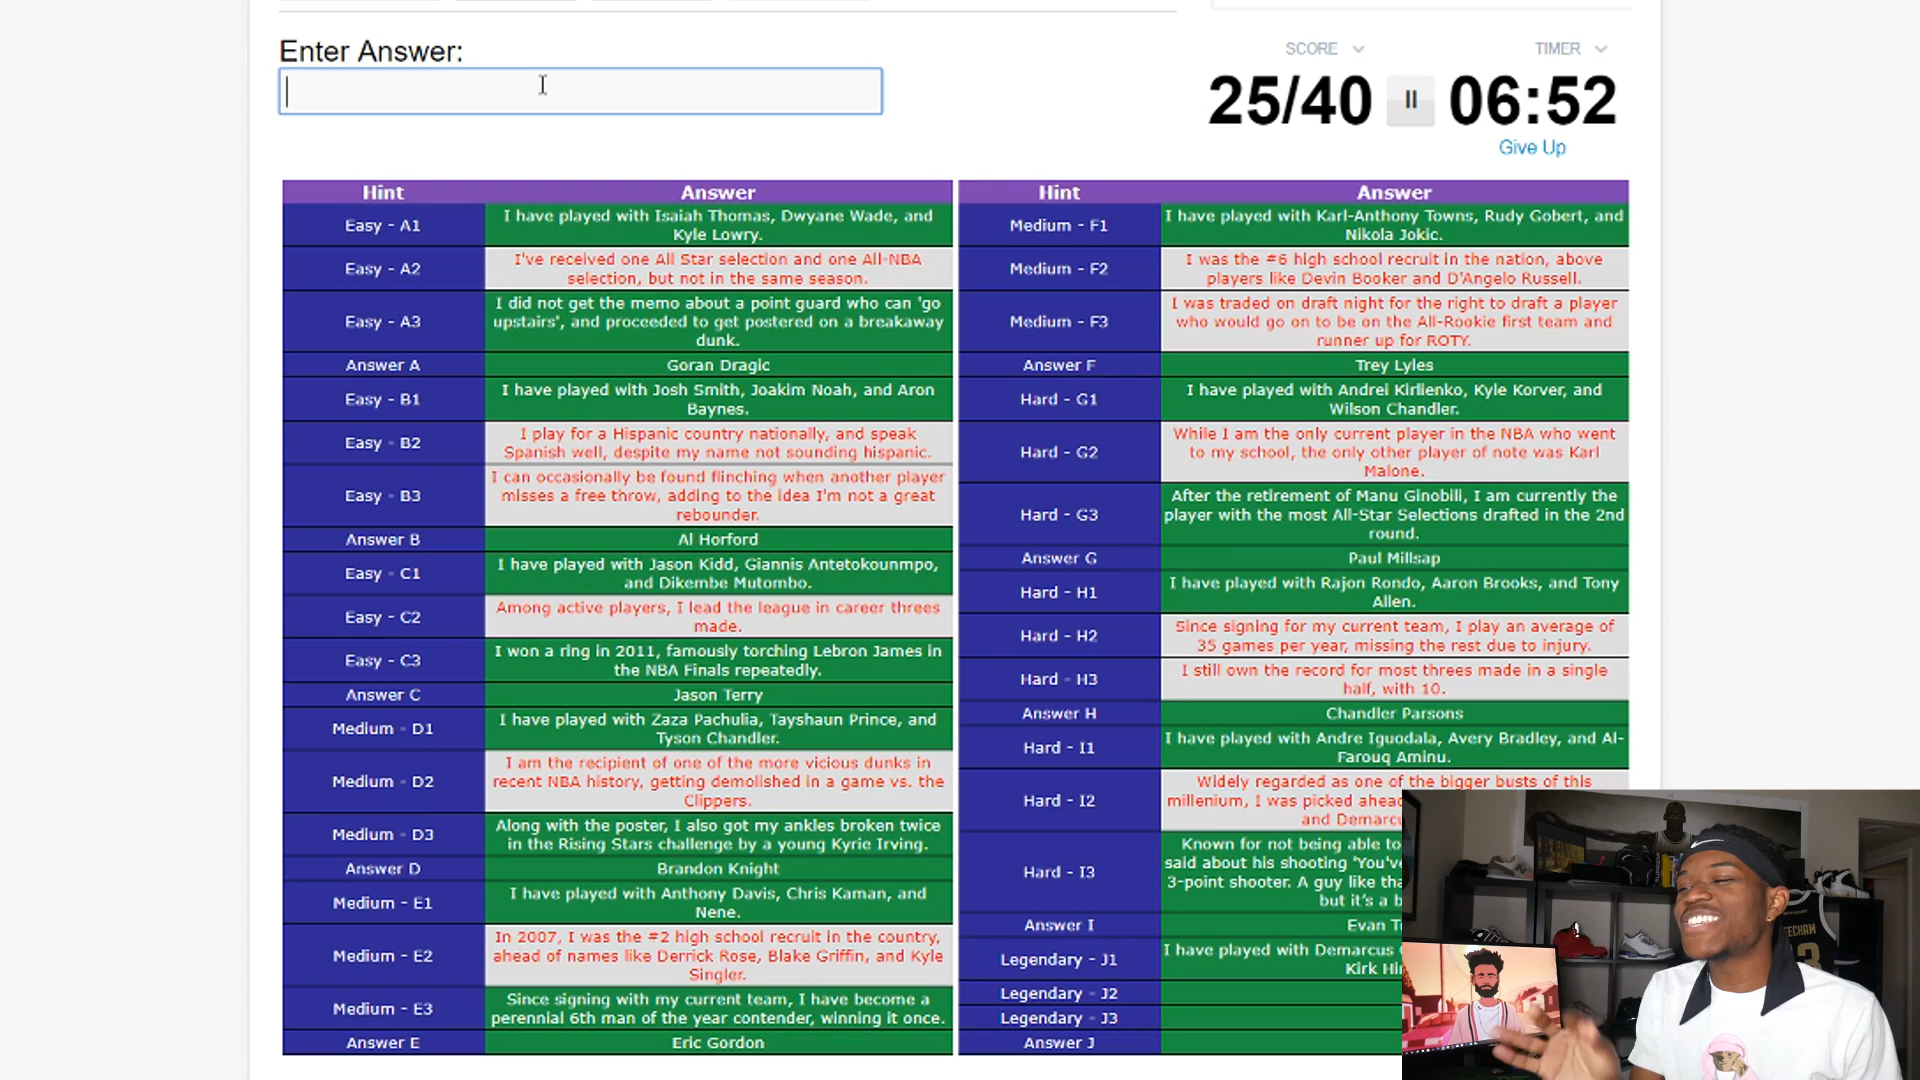 Enter Answer:
SCORE
TIMER
25/40
06:52
Give Up
Hint Answer
Easy - A1
I have played with Isaiah Thomas, Dwyane Wade, and
Kyle Lowry.
Easy - A2
I've received one All Star selection and one All-NBA
selection, but not in the same season.
Easy - A3
I did not get the memo about a point guard who can 'go
upstairs', and proceeded to get postered on a breakaway
dunk.
Answer A
Goran Dragic
Easy - B1
I have played with Josh Smith, Joakim Noah, and Aron
Baynes.
Easy - B2
I play for a Hispanic country nationally, and speak
Spanish well, despite my name not sounding hispanic.
Easy - B3
I can occasionally be found flinching when another player
misses a free throw, adding to the idea I'm not a great
rebounder.
Answer B
Al Horford
Easy - C1
I have played with Jason Kidd, Giannis Antetokounmpo,
and Dikembe Mutombo.
Easy - C2
Among active players, I lead the league in career threes
made.
Easy - C3
I won a ring in 2011, famously torching Lebron James in
the NBA Finals repeatedly.
Answer C
Jason Terry
Medium - D1
I have played with Zaza Pachulia, Tayshaun Prince, and
Tyson Chandler.
Medium - D2
I am the recipient of one of the more vicious dunks in
recent NBA history, getting demolished in a game vs. the
Clippers.
Medium - D3
Along with the poster, I also got my ankles broken twice
in the Rising Stars challenge by a young Kyrie Irving.
Answer D
Brandon Knight
Medium - E1
I have played with Anthony Davis, Chris Kaman, and
Nene.
Medium - E2
In 2007, I was the #2 high school recruit in the country,
ahead of names like Derrick Rose, Blake Griffin, and Kyle
Singler.
Medium - E3
Since signing with my current team, I have become a
perennial 6th man of the year contender, winning it once.
Answer E
Eric Gordon
Hint Answer
Medium - F1
I have played with Karl-Anthony Towns, Rudy Gobert, and
Nikola Jokic.
Medium - F2
I was the #6 high school recruit in the nation, above
players like Devin Booker and D'Angelo Russell.
Medium - F3
I was traded on draft night for the right to draft a player
who would go on to be on the All-Rookie first team and
runner up for ROTY.
Answer F
Trey Lyles
Hard - G1
I have played with Andrei Kirilenko, Kyle Korver, and
Wilson Chandler.
Hard - G2
While I am the only current player in the NBA who went
to my school, the only other player of note was Karl
Malone.
Hard - G3
After the retirement of Manu Ginobili, I am currently the
player with the most All-Star Selections drafted in the 2nd
round.
Answer G
Paul Millsap
Hard - H1
I have played with Rajon Rondo, Aaron Brooks, and Tony
Allen.
Hard - H2
Since signing for my current team, I play an average of
35 games per year, missing the rest due to injury.
Hard - H3
I still own the record for most threes made in a single
half, with 10.
Answer H
Chandler Parsons
Hard - I1
I have played with Andre Iguodala, Avery Bradley, and Al-
Farouq Aminu.
Hard - I2
Widely regarded as one of the bigger busts of this
millenium, I was picked ahead
and Demarcu
Hard - I3
Known for not being able to
said about his shooting 'You've
3-point shooter. A guy like tha
but it's a b
Answer I
Evan T
Legendary - J1
I have played with Demarcus
Kirk Hi
Legendary - J2
Legendary - J3
Answer J